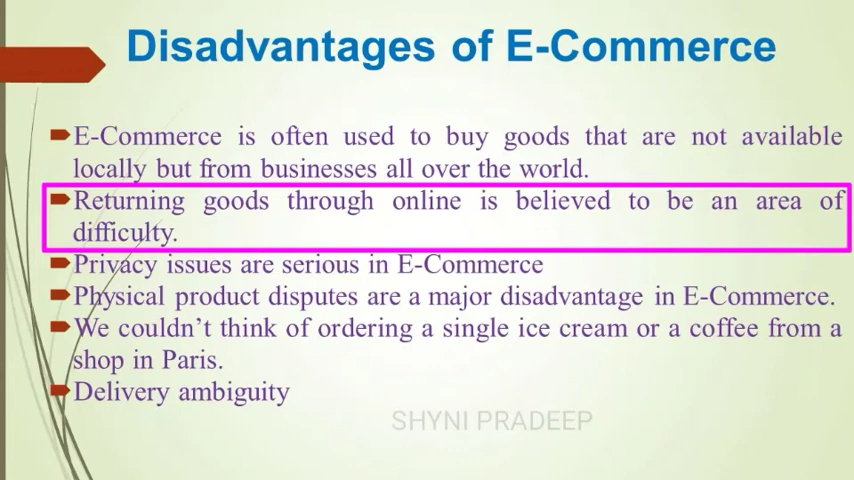 Disadvantages of E-Commerce
E-Commerce is often used to buy goods that are not available
locally but from businesses all over the world.
Returning goods through online is believed to be an area of
difficulty.
Privacy issues are serious in E-Commerce
Physical product disputes are a major disadvantage in E-Commerce.
We couldn’t think of ordering a single ice cream or a coffee from a
shop in Paris.
Delivery ambiguity
SHYNI PRADEEP